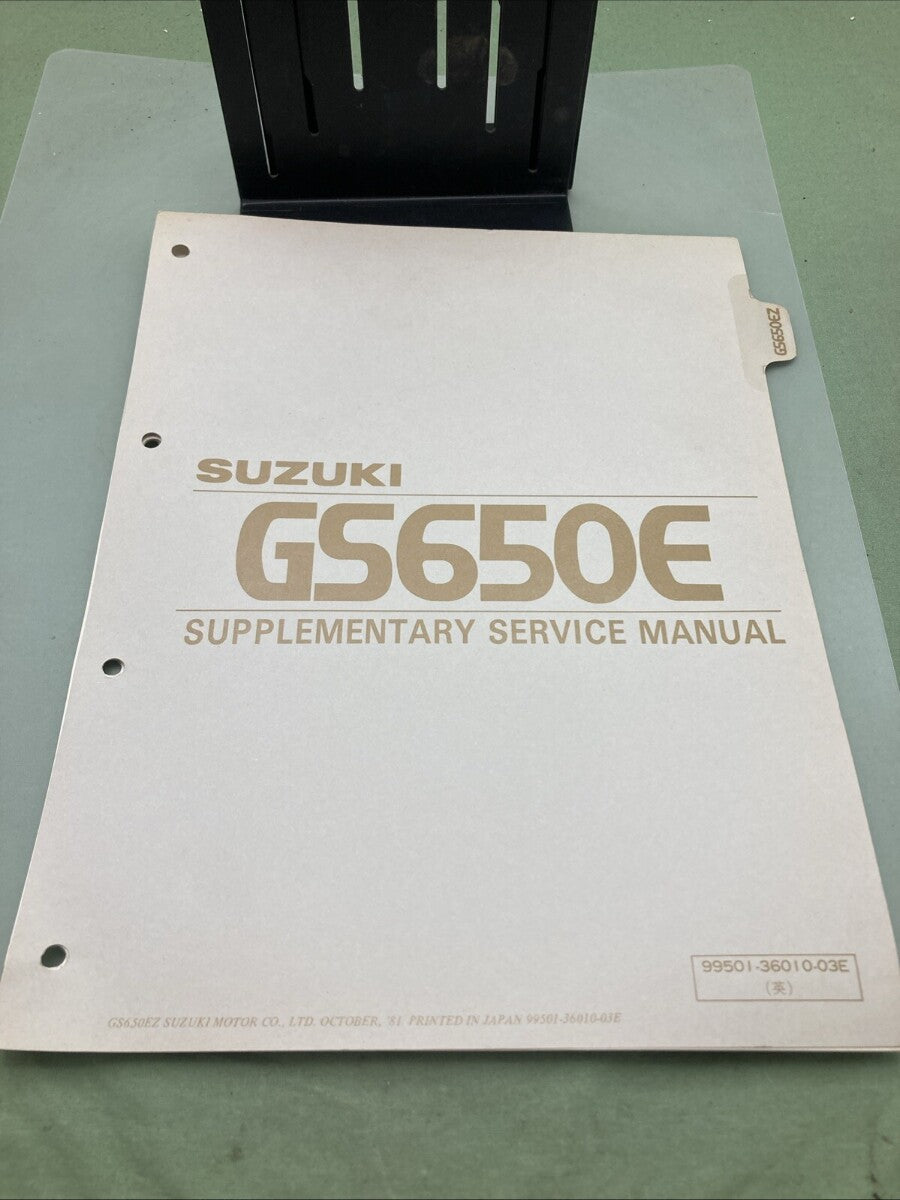 GS650EZ
SUZUKI
GS650E
SUPPLEMENTARY SERVICE MANUAL
99501-36010-03E
(英)
GS650EZ SUZUKI MOTOR CO., LTD. OCTOBER, '81 PRINTED IN JAPAN 99501-36010-03E